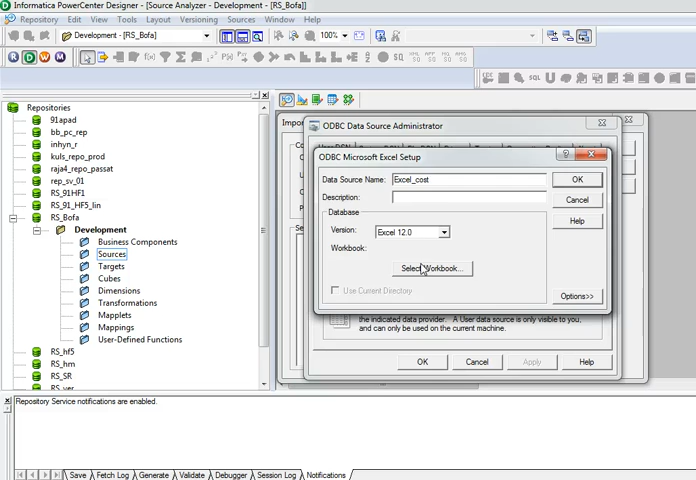 Informatica PowerCenter Designer - [Source Analyzer - Development - [RS_Bofa]]
Repository Edit View Tools Layout Versioning Sources Window Help
Development - [RS_Bofa] 100%
R D W M
SQL
Repositories
91apad
bb_pc_rep
inhyn_r
kuls_repo_prod
raja4_repo_passat
rep_sv_01
RS_91HF1
RS_91_HF5_lin
RS_Bofa
Development
Business Components
Sources
Targets
Cubes
Dimensions
Transformations
Mapplets
Mappings
User-Defined Functions
RS_hf5
RS_hm
RS_SR
RS_ver
ODBC Data Source Administrator
ODBC Microsoft Excel Setup
Data Source Name: Excel_cost
Description:
Database
Version: Excel 12.0
Workbook:
Select Workbook...
Use Current Directory
OK
Cancel
Help
Options>>
the indicated data provider. A User data source is only visible to you,
and can only be used on the current machine.
OK Cancel Apply Help
Repository Service notifications are enabled.
Save Fetch Log Generate Validate Debugger Session Log Notifications